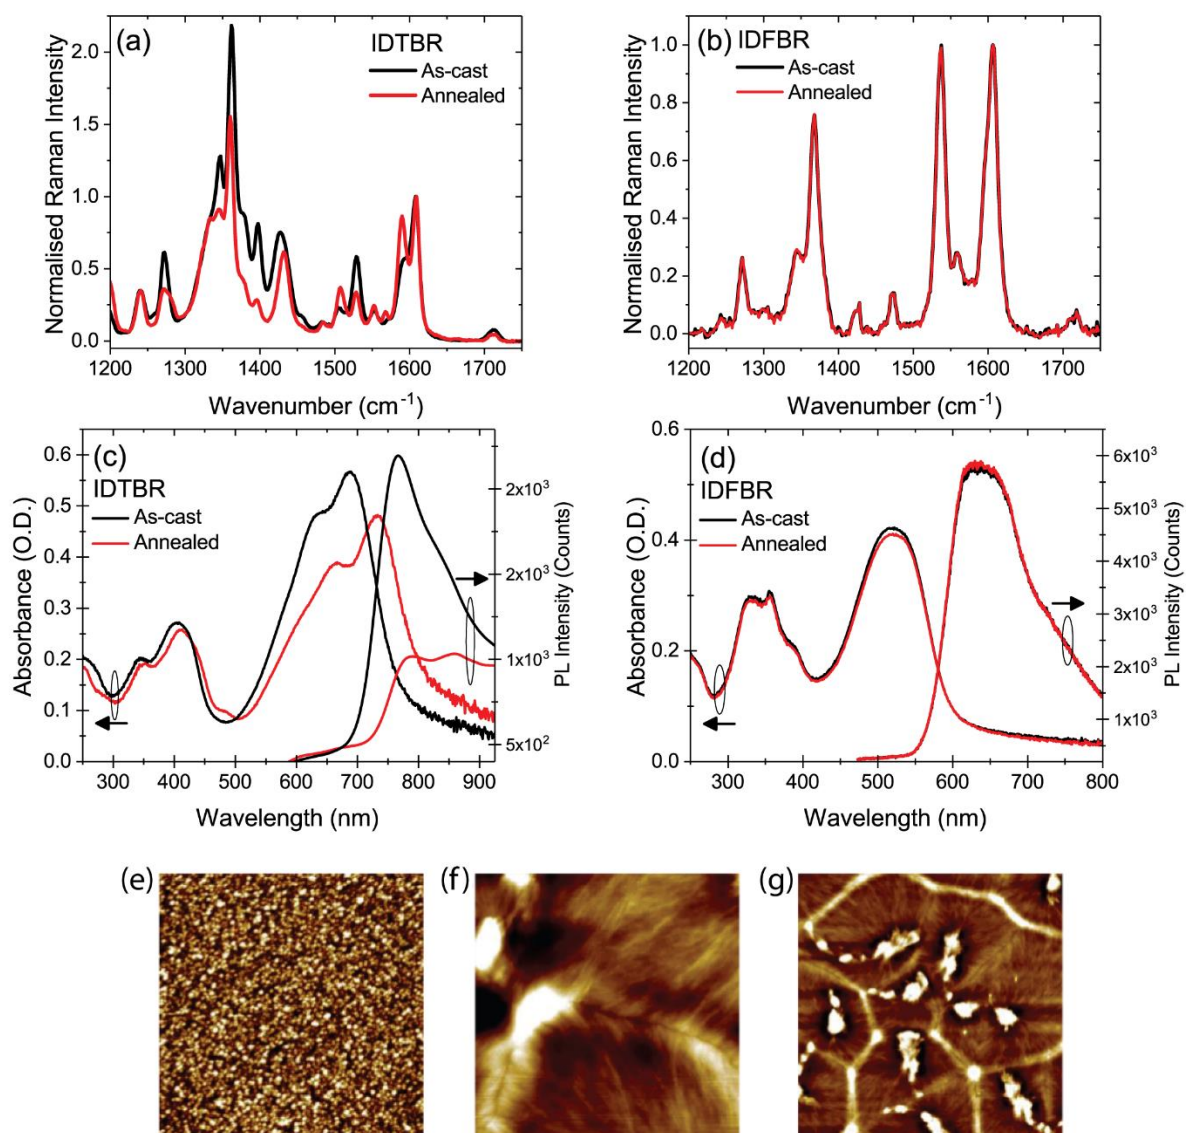 (a)
IDTBR
As-cast
Annealed
Normalised Raman Intensity
2.0
1.5
1.0
0.5
0.0
1200 1300 1400 1500 1600 1700
Wavenumber (cm⁻¹)
(b) IDFBR
As-cast
Annealed
Normalised Raman Intensity
1.0
0.8
0.6
0.4
0.2
0.0
1200 1300 1400 1500 1600 1700
Wavenumber (cm⁻¹)
(c)
IDTBR
As-cast
Annealed
Absorbance (O.D.)
0.6
0.5
0.4
0.3
0.2
0.1
0.0
300 400 500 600 700 800 900
Wavelength (nm)
PL Intensity (Counts)
2x10³
2x10³
1x10³
5x10²
(d)
IDFBR
As-cast
Annealed
Absorbance (O.D.)
0.6
0.4
0.2
0.0
300 400 500 600 700 800
Wavelength (nm)
PL Intensity (Counts)
6x10³
5x10³
4x10³
3x10³
2x10³
1x10³
(e)
(f)
(g)